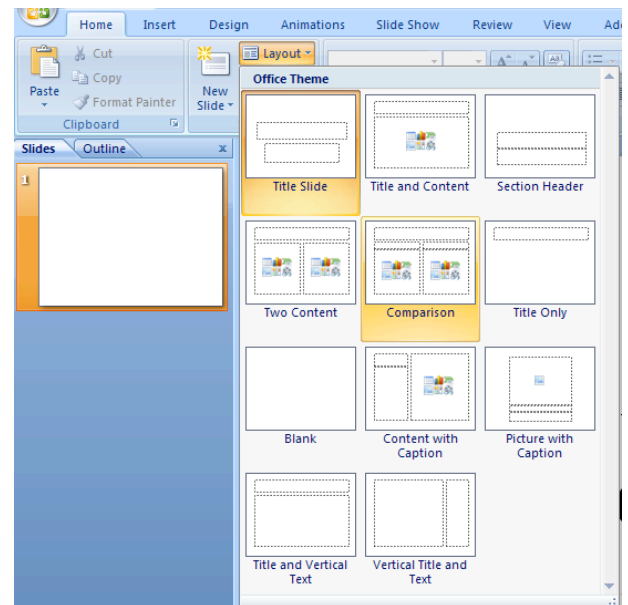 Home Insert Design Animations Slide Show Review View Ad
Cut
Copy
Format Painter
Paste
Clipboard
New
Slide
Layout
Slides Outline x
1
Office Theme
Title Slide Title and Content Section Header
Two Content Comparison Title Only
Blank Content with
Caption Picture with
Caption
Title and Vertical
Text Vertical Title and
Text